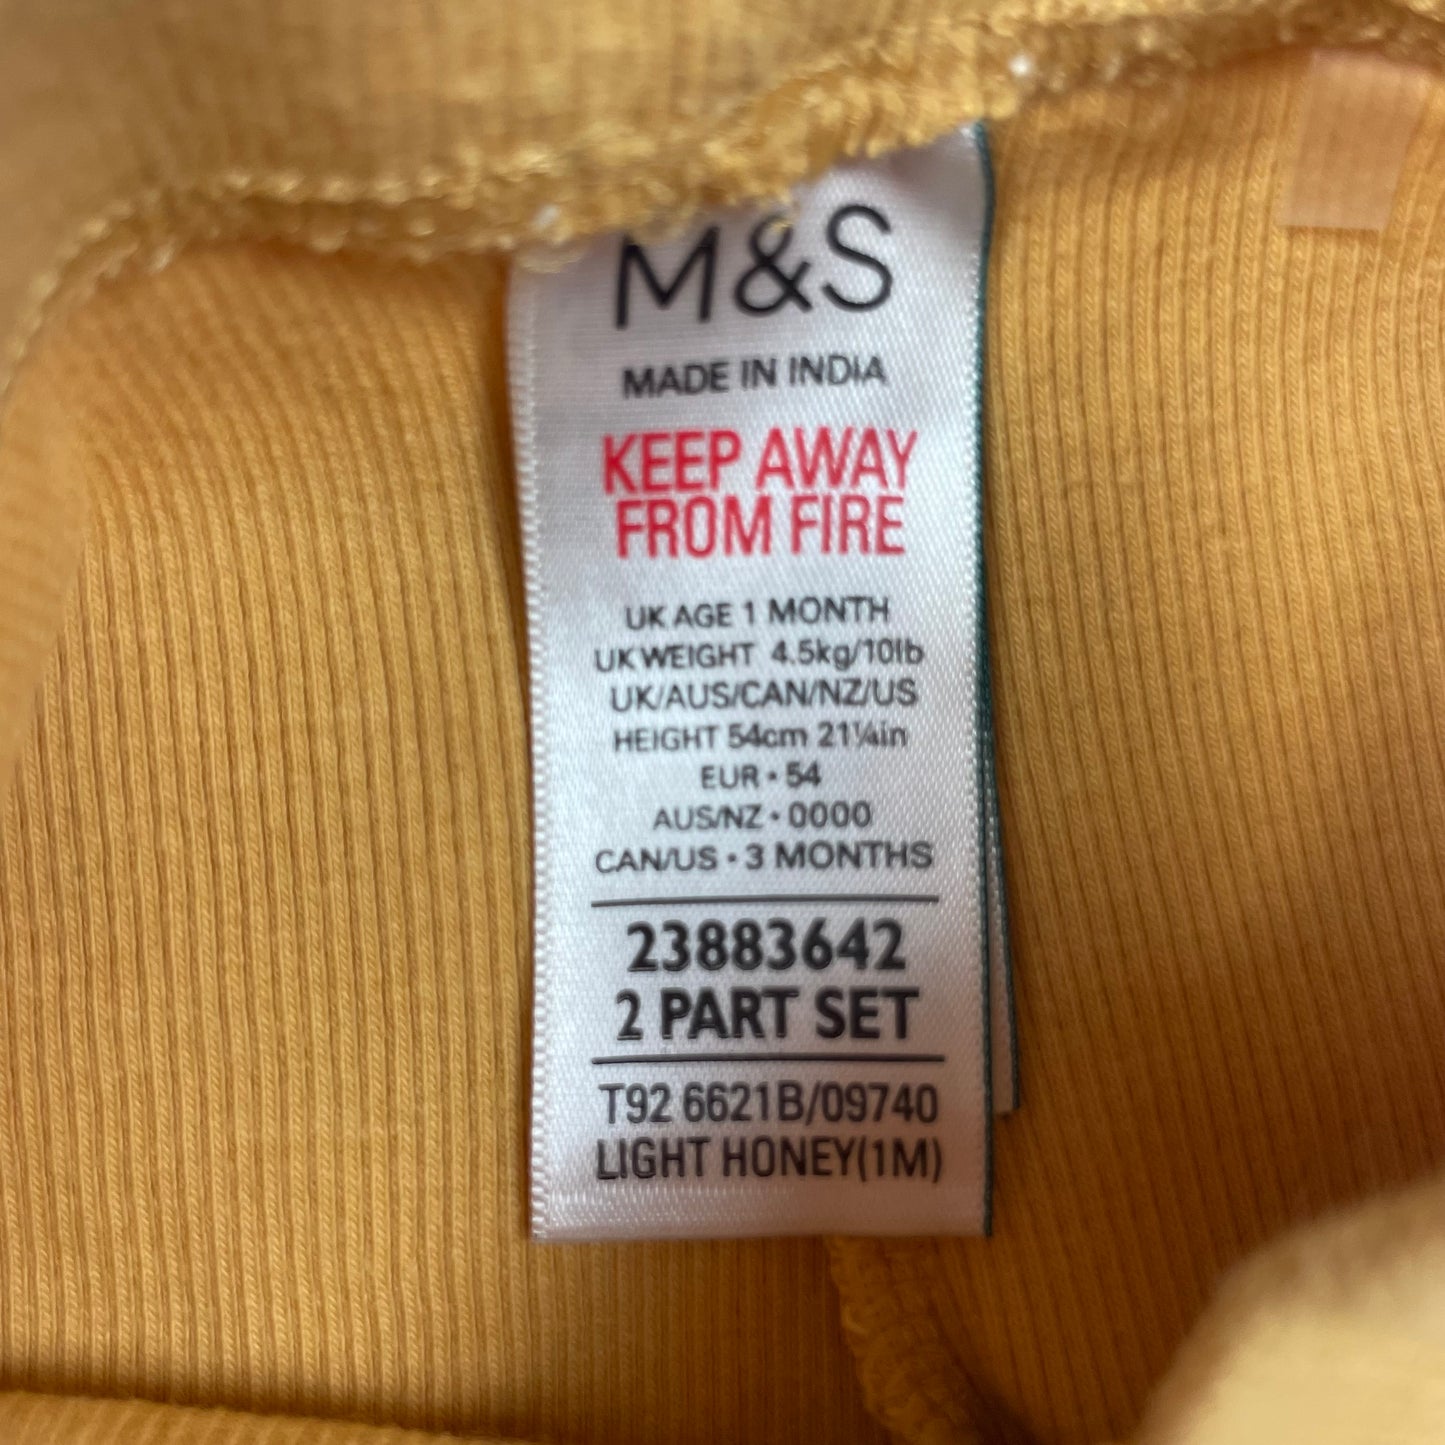 M&S
MADE IN INDIA
KEEP AWAY
FROM FIRE
UK AGE 1 MONTH
UK WEIGHT 4.5kg/10lb
UK/AUS/CAN/NZ/US
HEIGHT 54cm 21¼in
EUR • 54
AUS/NZ • 0000
CAN/US • 3 MONTHS
23883642
2 PART SET
T92 6621B/09740
LIGHT HONEY(1M)